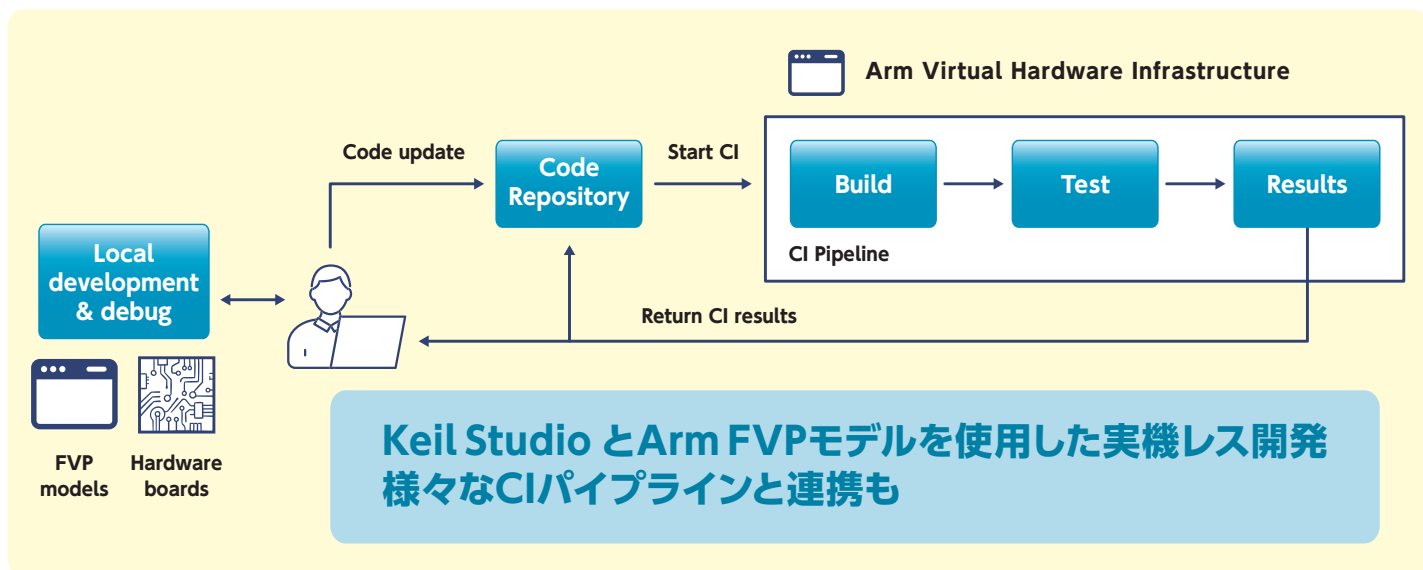 Arm Virtual Hardware Infrastructure
Code update
Code
Repository
Start CI
Build
Test
Results
CI Pipeline
Local
development
& debug
Return CI results
FVP
models
Hardware
boards
Keil Studio とArm FVPモデルを使用した実機レス開発
様々なCIパイプラインと連携も